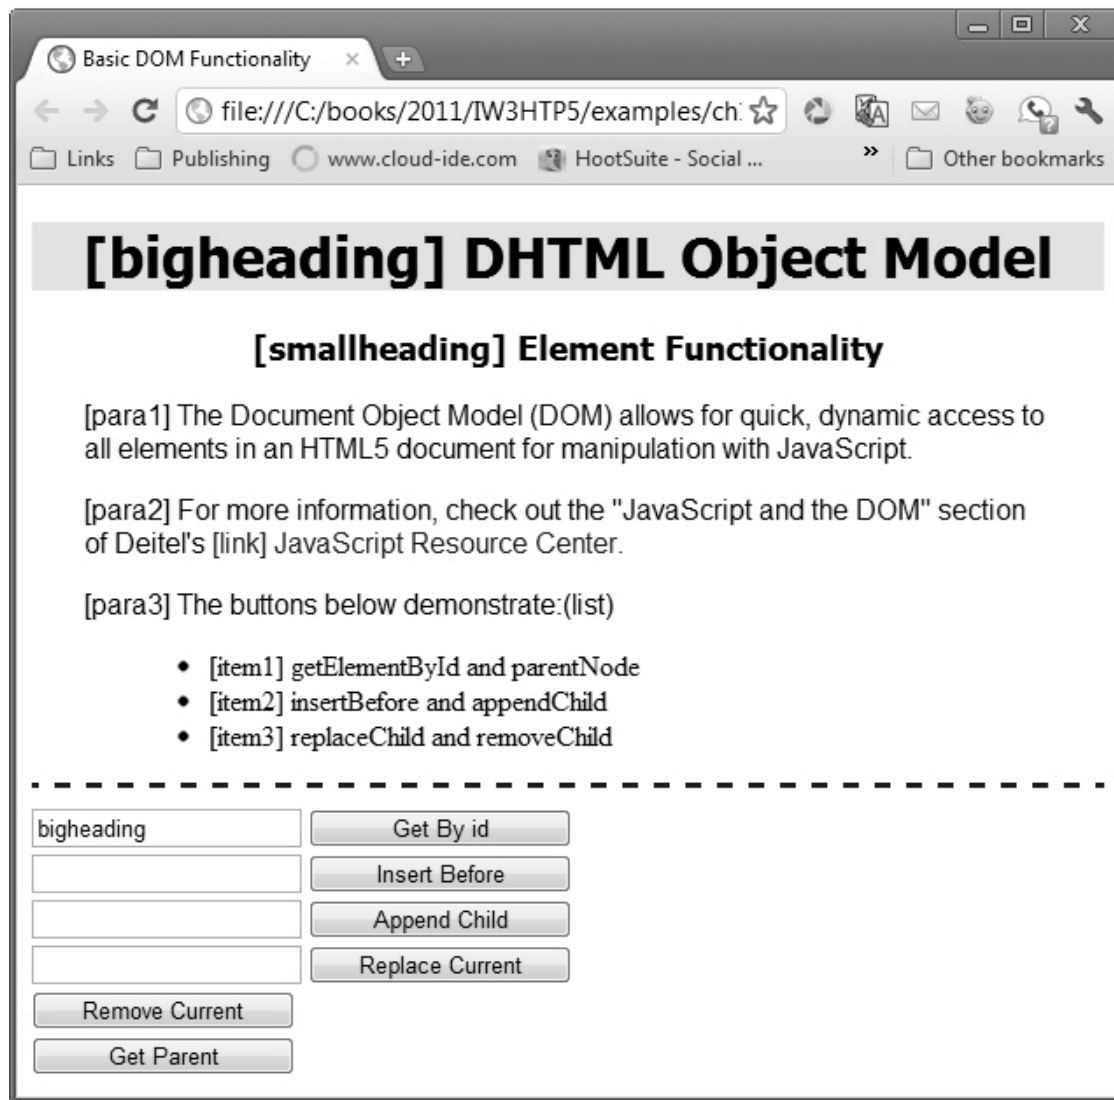 Basic DOM Functionality
file:///C:/books/2011/IW3HTP5/examples/ch
Links Publishing www.cloud-ide.com HootSuite - Social ... » Other bookmarks
[bigheading] DHTML Object Model
[smallheading] Element Functionality
[para1] The Document Object Model (DOM) allows for quick, dynamic access to
all elements in an HTML5 document for manipulation with JavaScript.
[para2] For more information, check out the "JavaScript and the DOM" section
of Deitel's [link] JavaScript Resource Center.
[para3] The buttons below demonstrate:(list)
• [item1] getElementById and parentNode
• [item2] insertBefore and appendChild
• [item3] replaceChild and removeChild
bigheading Get By id
Insert Before
Append Child
Replace Current
Remove Current
Get Parent